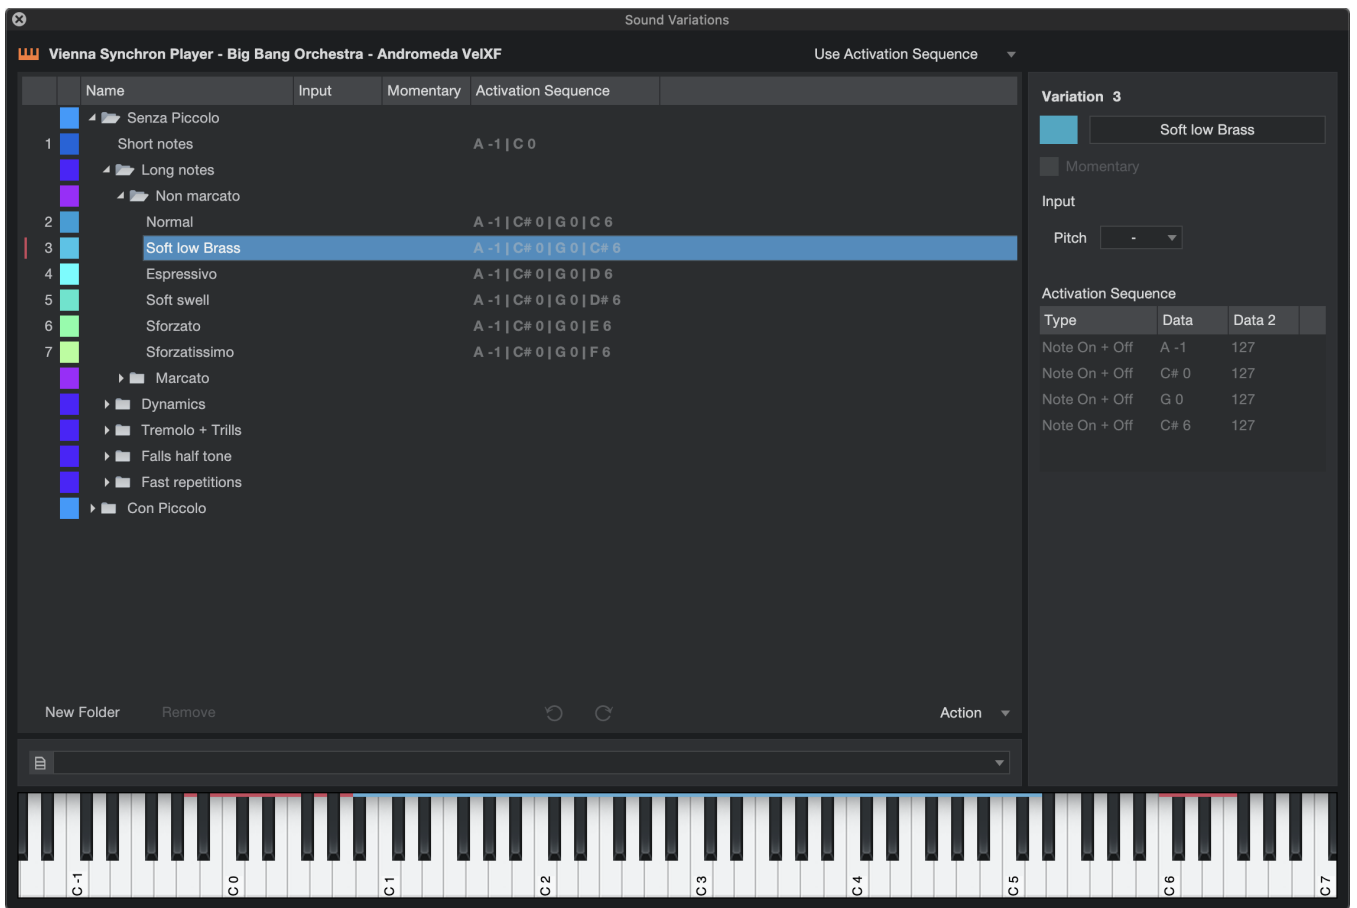 Sound Variations
Vienna Synchron Player - Big Bang Orchestra - Andromeda VelXF
Use Activation Sequence
Name Input Momentary Activation Sequence
Senza Piccolo
1 Short notes A -1 | C 0
Long notes
Non marcato
2 Normal A -1 | C# 0 | G 0 | C 6
3 Soft low Brass A -1 | C# 0 | G 0 | C# 6
4 Espressivo A -1 | C# 0 | G 0 | D 6
5 Soft swell A -1 | C# 0 | G 0 | D# 6
6 Sforzato A -1 | C# 0 | G 0 | E 6
7 Sforzatissimo A -1 | C# 0 | G 0 | F 6
Marcato
Dynamics
Tremolo + Trills
Falls half tone
Fast repetitions
Con Piccolo
New Folder Remove Action
Variation 3
Soft low Brass
Momentary
Input
Pitch -
Activation Sequence
Type Data Data 2
Note On + Off A -1 127
Note On + Off C# 0 127
Note On + Off G 0 127
Note On + Off C# 6 127
C -1 C 0 C 1 C 2 C 3 C 4 C 5 C 6 C 7